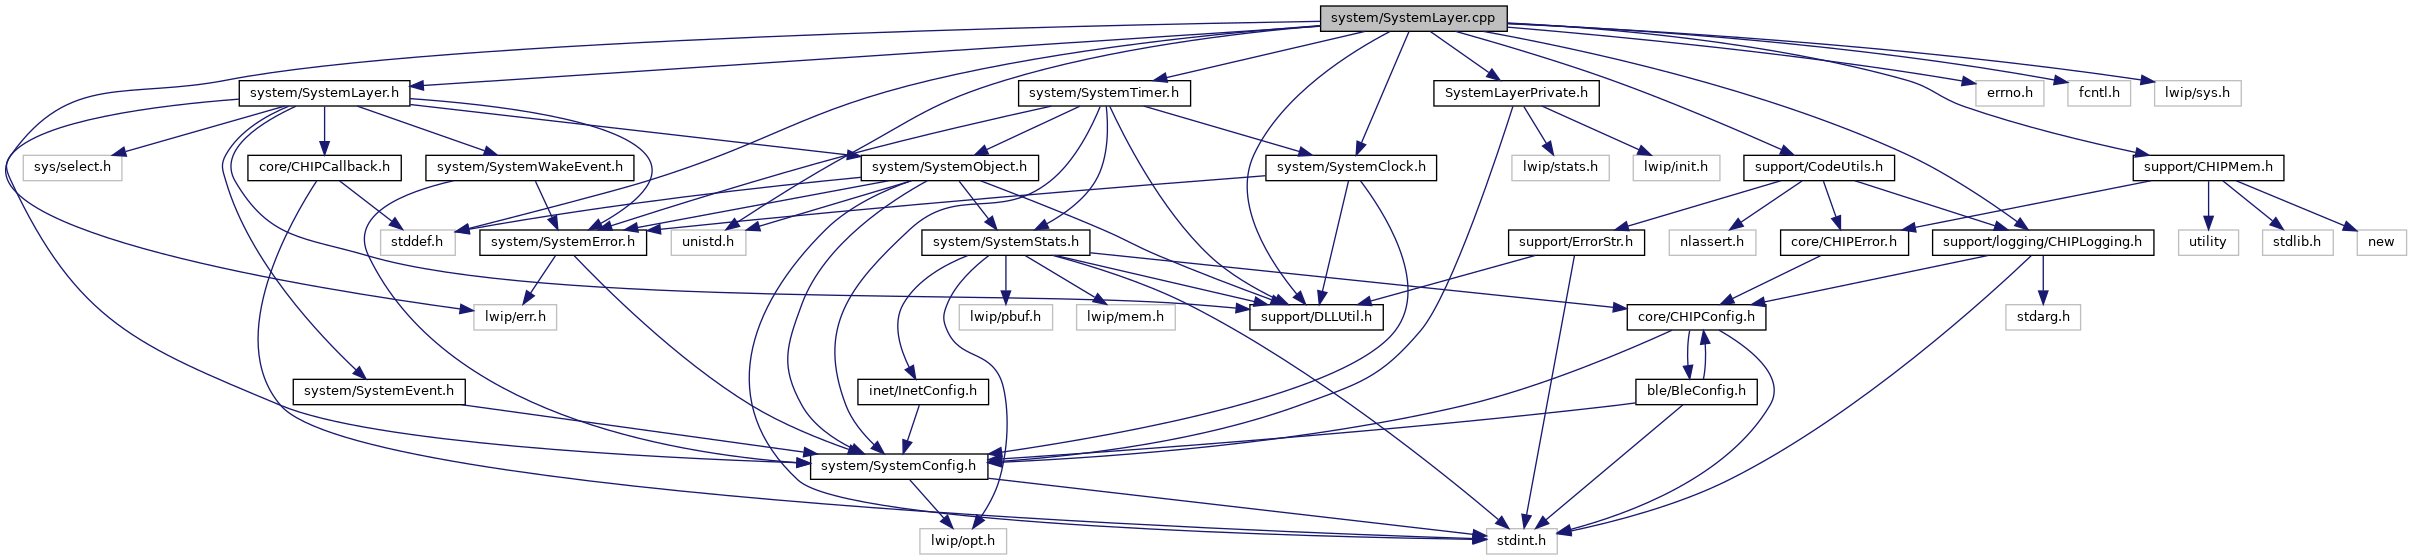 system/SystemLayer.cpp
system/SystemLayer.h
system/SystemTimer.h
SystemLayerPrivate.h
errno.h
fcntl.h
lwip/sys.h
sys/select.h
core/CHIPCallback.h
system/SystemWakeEvent.h
system/SystemObject.h
system/SystemClock.h
lwip/stats.h
lwip/init.h
support/CodeUtils.h
support/CHIPMem.h
stddef.h
system/SystemError.h
unistd.h
system/SystemStats.h
support/ErrorStr.h
nlassert.h
core/CHIPError.h
support/logging/CHIPLogging.h
utility
stdlib.h
new
lwip/err.h
lwip/pbuf.h
lwip/mem.h
support/DLLUtil.h
core/CHIPConfig.h
stdarg.h
system/SystemEvent.h
inet/InetConfig.h
ble/BleConfig.h
system/SystemConfig.h
lwip/opt.h
stdint.h